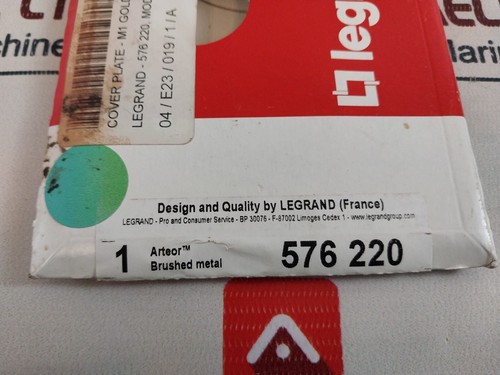 COVER PLATE - M1 GOLD
LEGRAND - 576 220, MOD
04 / E23 / 019 / 1 / A
leg
Design and Quality by LEGRAND (France)
LEGRAND - Pro and Consumer Service - BP 30076 - F-87002 Limoges Cedex 1 - www.legrandgroup.com
1 Arteor™ 576 220
Brushed metal